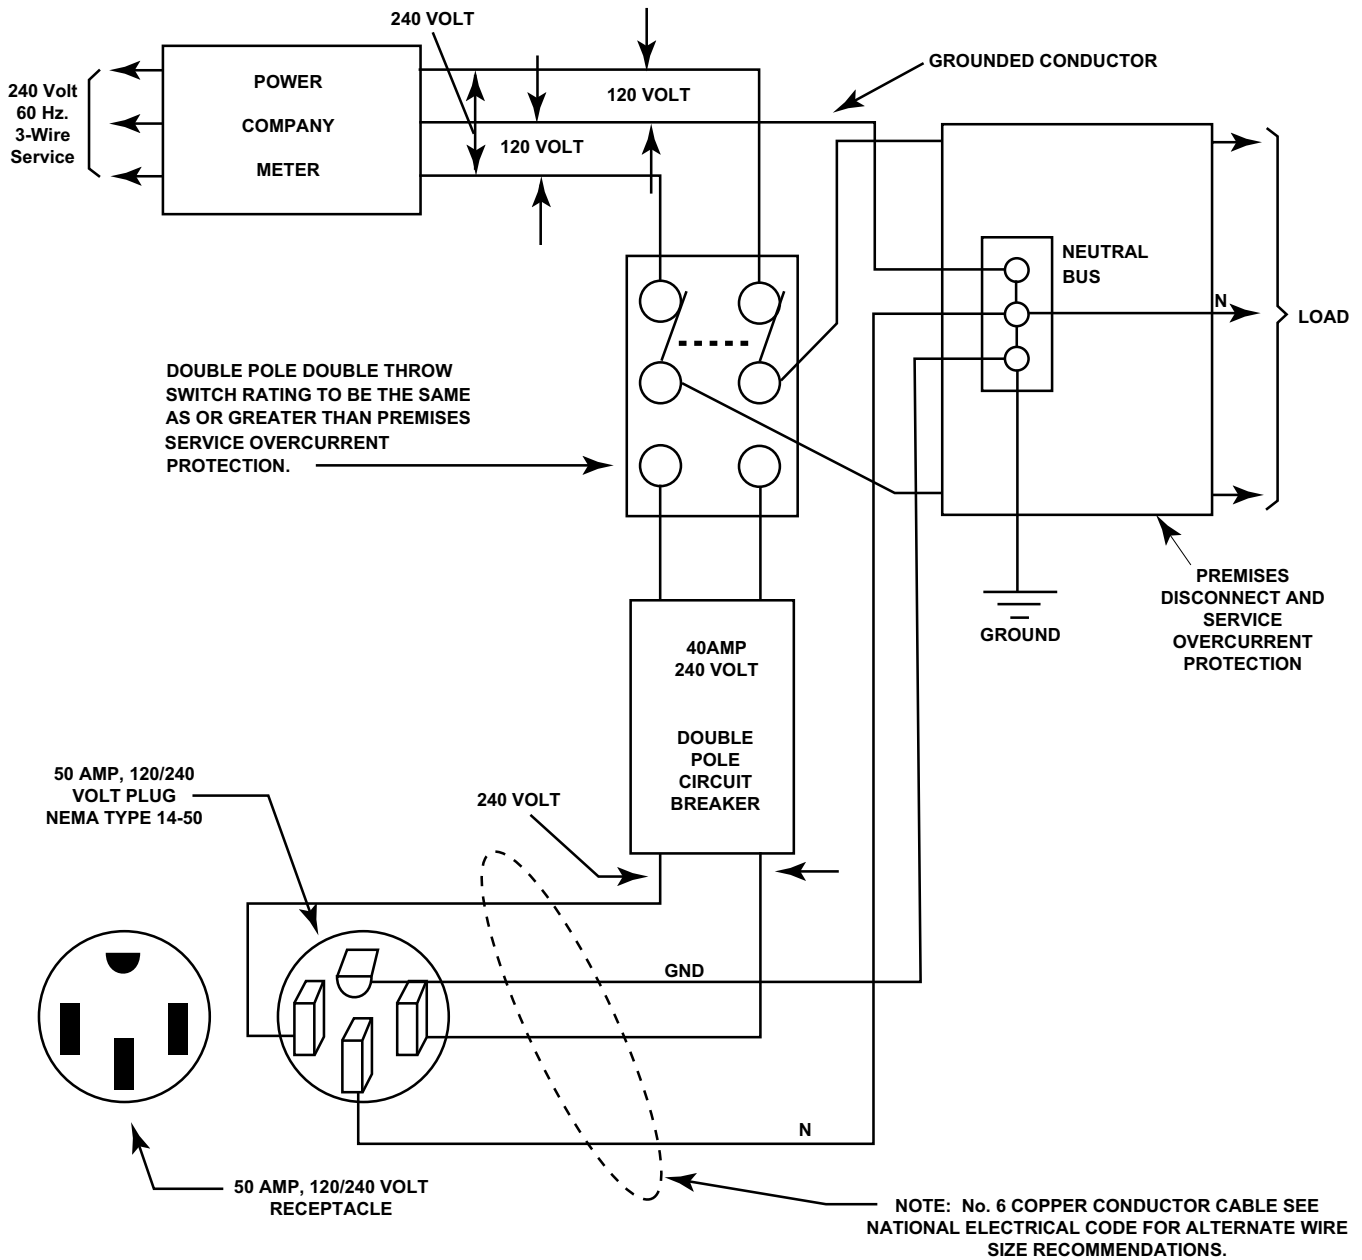 240 VOLT
GROUNDED CONDUCTOR
240 Volt
60 Hz.
3-Wire
Service
POWER
COMPANY
METER
120 VOLT
120 VOLT
NEUTRAL
BUS
N
LOAD
DOUBLE POLE DOUBLE THROW
SWITCH RATING TO BE THE SAME
AS OR GREATER THAN PREMISES
SERVICE OVERCURRENT
PROTECTION.
GROUND
PREMISES
DISCONNECT AND
SERVICE
OVERCURRENT
PROTECTION
40AMP
240 VOLT
DOUBLE
POLE
CIRCUIT
BREAKER
50 AMP, 120/240
VOLT PLUG
NEMA TYPE 14-50
240 VOLT
GND
N
50 AMP, 120/240 VOLT
RECEPTACLE
NOTE: No. 6 COPPER CONDUCTOR CABLE SEE
NATIONAL ELECTRICAL CODE FOR ALTERNATE WIRE
SIZE RECOMMENDATIONS.